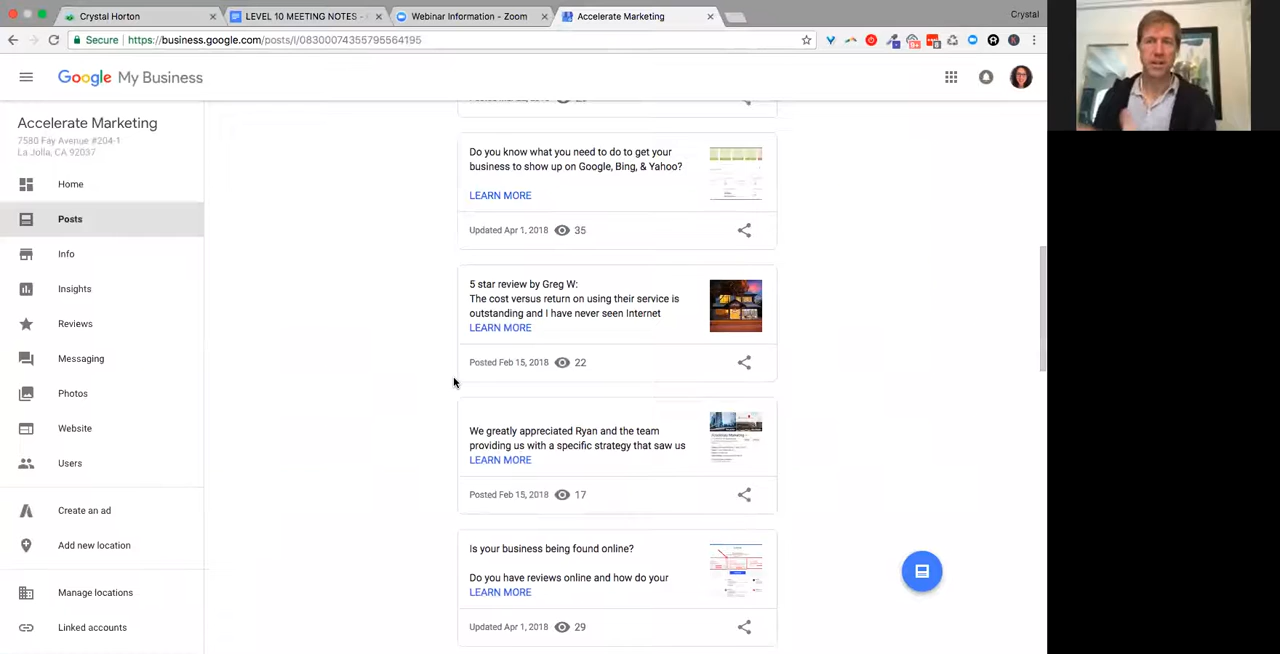 Crystal Horton
LEVEL 10 MEETING NOTES -
Webinar Information - Zoom
Accelerate Marketing
Crystal
Secure
https://business.google.com/posts/l/08300074355795564195
Google My Business
Accelerate Marketing
7580 Fay Avenue #204-1
La Jolla, CA 92037
Home
Posts
Info
Insights
Reviews
Messaging
Photos
Website
Users
Create an ad
Add new location
Manage locations
Linked accounts
Do you know what you need to do to get your
business to show up on Google, Bing, & Yahoo?
LEARN MORE
Updated Apr 1, 2018 35
5 star review by Greg W:
The cost versus return on using their service is
outstanding and I have never seen Internet
LEARN MORE
Posted Feb 15, 2018 22
We greatly appreciated Ryan and the team
providing us with a specific strategy that saw us
LEARN MORE
Posted Feb 15, 2018 17
Is your business being found online?
Do you have reviews online and how do your
LEARN MORE
Updated Apr 1, 2018 29